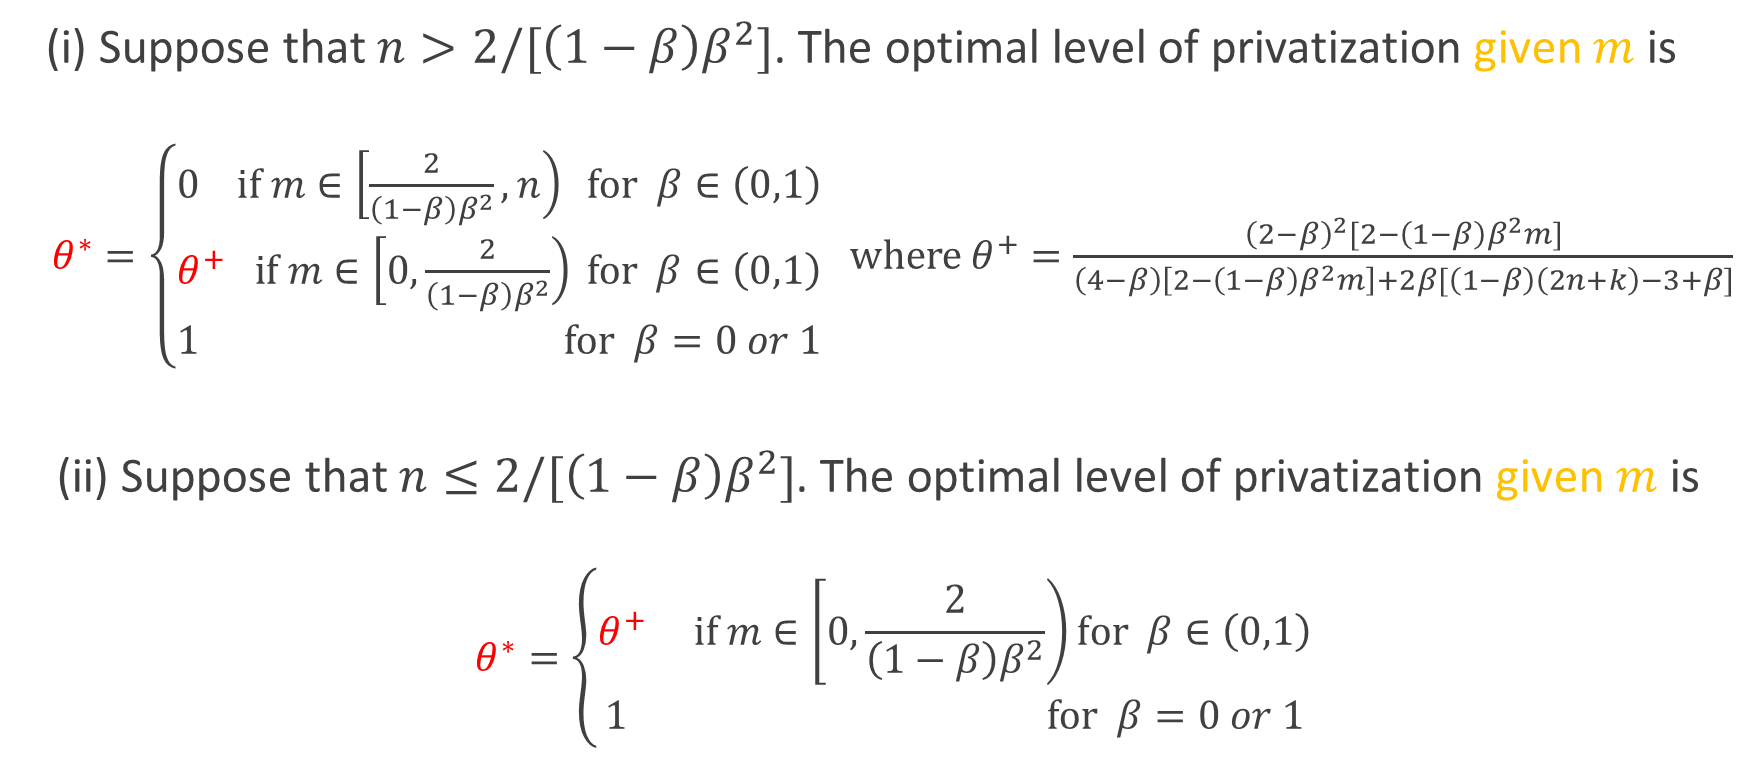 (i) Suppose that n > 2/[(1 − β)β²]. The optimal level of privatization given m is
θ* = { 0 if m ∈ [2/((1−β)β²), n) for β ∈ (0,1)
θ⁺ if m ∈ [0, 2/((1−β)β²)) for β ∈ (0,1)
1 for β = 0 or 1
where θ⁺ = (2−β)²[2−(1−β)β²m] / (4−β)[2−(1−β)β²m]+2β[(1−β)(2n+k)−3+β]
(ii) Suppose that n ≤ 2/[(1 − β)β²]. The optimal level of privatization given m is
θ* = { θ⁺ if m ∈ [0, 2/((1 − β)β²)) for β ∈ (0,1)
1 for β = 0 or 1